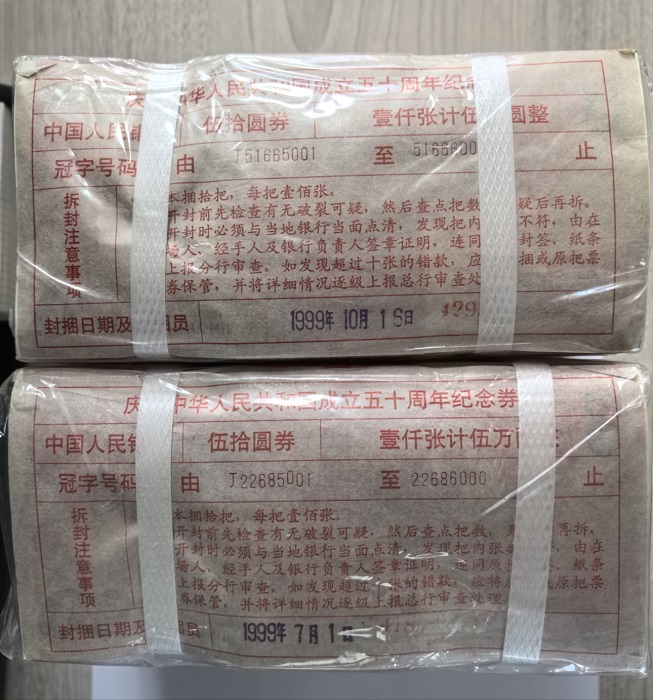 庆 中华人民共和国成立五十周年纪念
中国人民银 伍拾圆券 壹仟张计伍 圆整
冠字号码 由 J51665001 至 5166 00 止
拆封注意事项
本捆拾把,每把壹佰张。
开封前先检查有无破裂可疑,然后查点把数 疑后再拆。
开封时必须与当地银行当面点清,发现把内 不符,由在
场人、经手人及银行负责人签章证明,连同 封签、纸条
上报分行审查。如发现超过十张的错款,应 捆或原把票
券保管,并将详细情况逐级上报总行审查处
封捆日期及 员 1999年 10月 16日 129
庆 中华人民共和国成立五十周年纪念券
中国人民银 伍拾圆券 壹仟张计伍万
冠字号码 由 J22685001 至 22686000 止
拆封注意事项
本捆拾把,每把壹佰张。
开封前先检查有无破裂可疑,然后查点把数, 再拆。
开封时必须与当地银行当面点清,发现把内张 ,由在
场人、经手人及银行负责人签章证明,连同原 、纸条
上报分行审查。如发现超过十张的错款,应将 原把票
券保管,并将详细情况逐级上报总行审查处理
封捆日期及 员 1999年 7月 1日